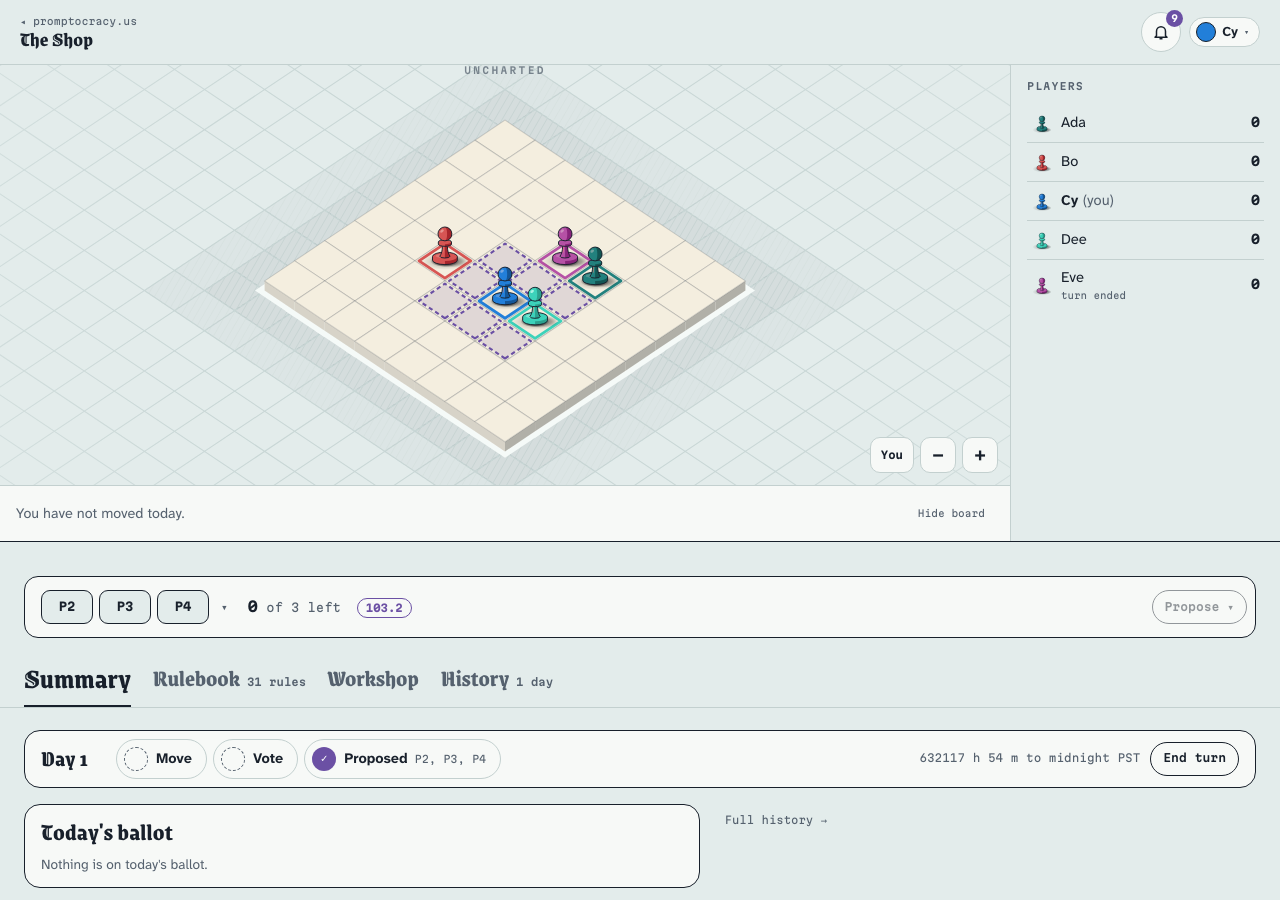 ◂ promptocracy.us
The Shop
9
Cy ▾
UNCHARTED
PLAYERS
Ada 0
Bo 0
Cy (you) 0
Dee 0
Eve 0
turn ended
You − +
You have not moved today.
Hide board
P2 P3 P4 ▾ 0 of 3 left 103.2 Propose ▾
Summary Rulebook 31 rules Workshop History 1 day
Day 1 Move Vote ✓ Proposed P2, P3, P4 632117 h 54 m to midnight PST End turn
Today's ballot
Full history →
Nothing is on today's ballot.